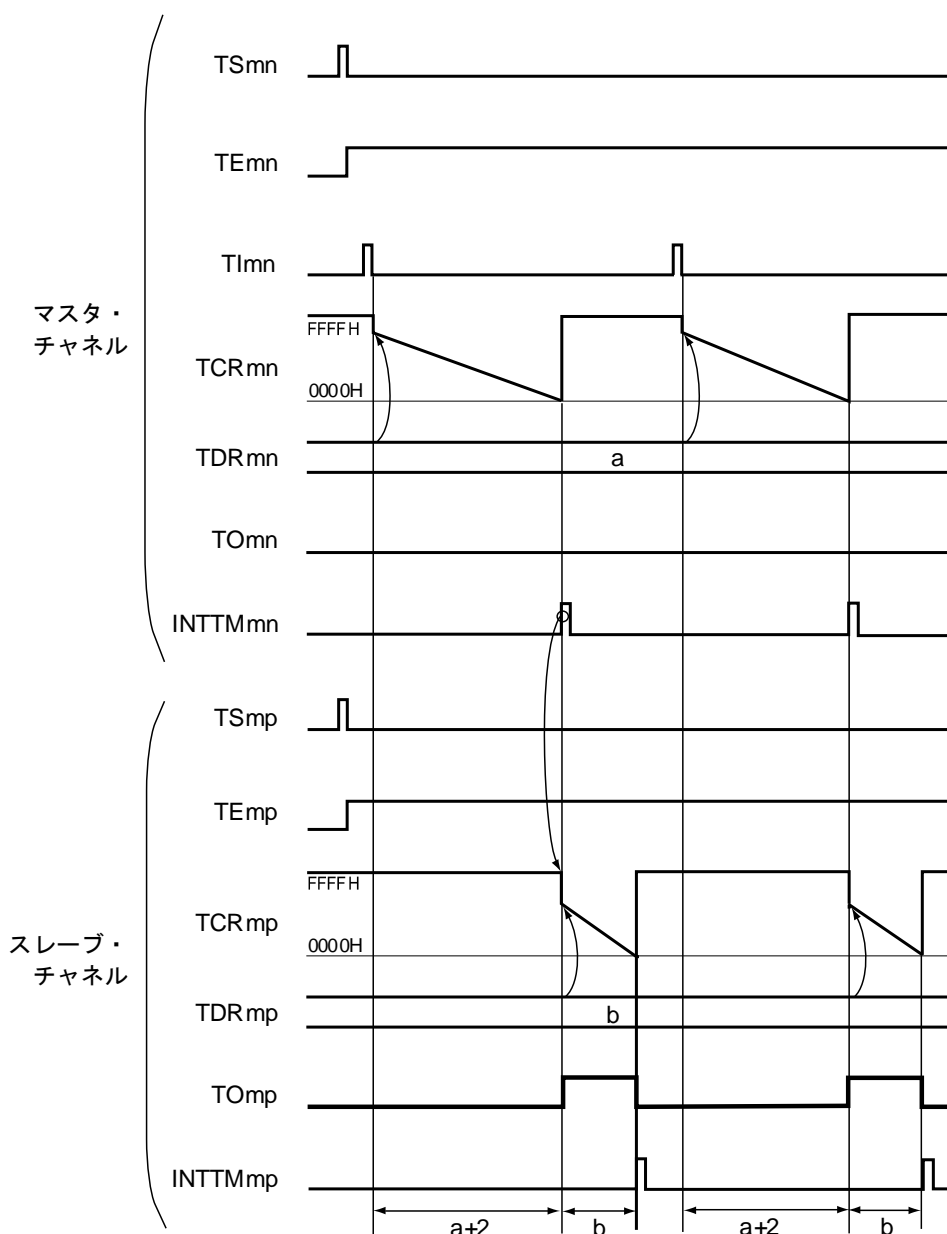 TSmn
TEmn
TImn
マスタ・
チャネル
FFFFH
TCRmn
0000H
TDRmn
a
TOmn
INTTMmn
TSmp
TEmp
FFFFH
TCRmp
0000H
スレーブ・
チャネル
TDRmp
b
TOmp
INTTMmp
a+2 b a+2 b